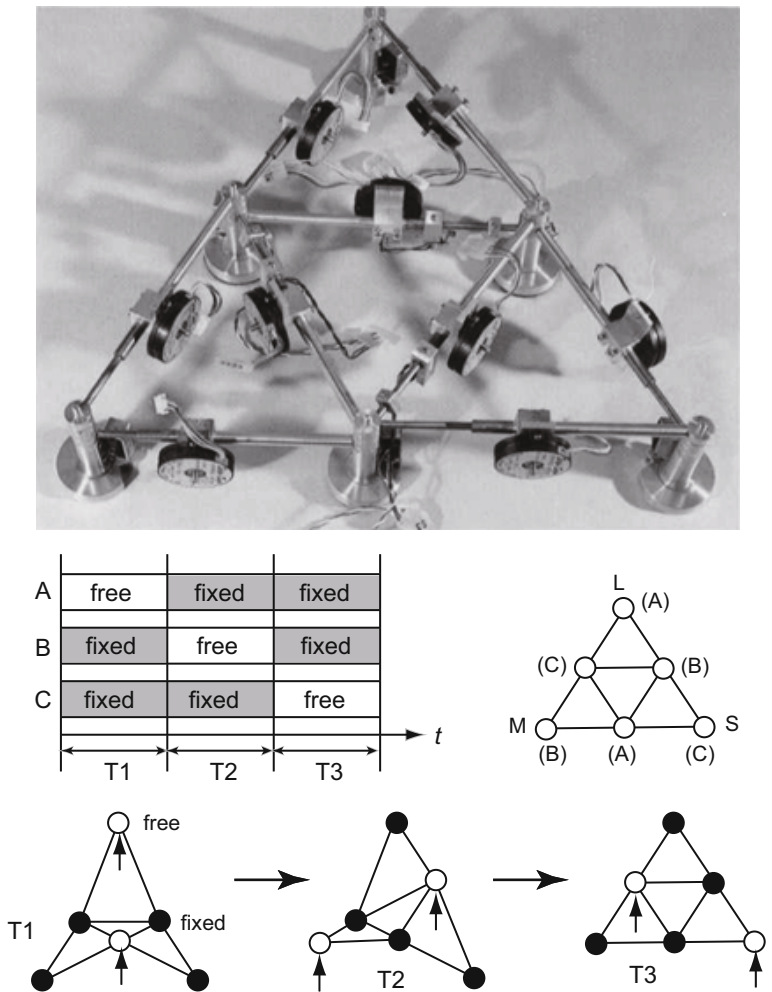 A free fixed fixed
B fixed free fixed
C fixed fixed free
t
T1 T2 T3
L
(A)
(C) (B)
M S
(B) (A) (C)
free
fixed
T1
T2
T3